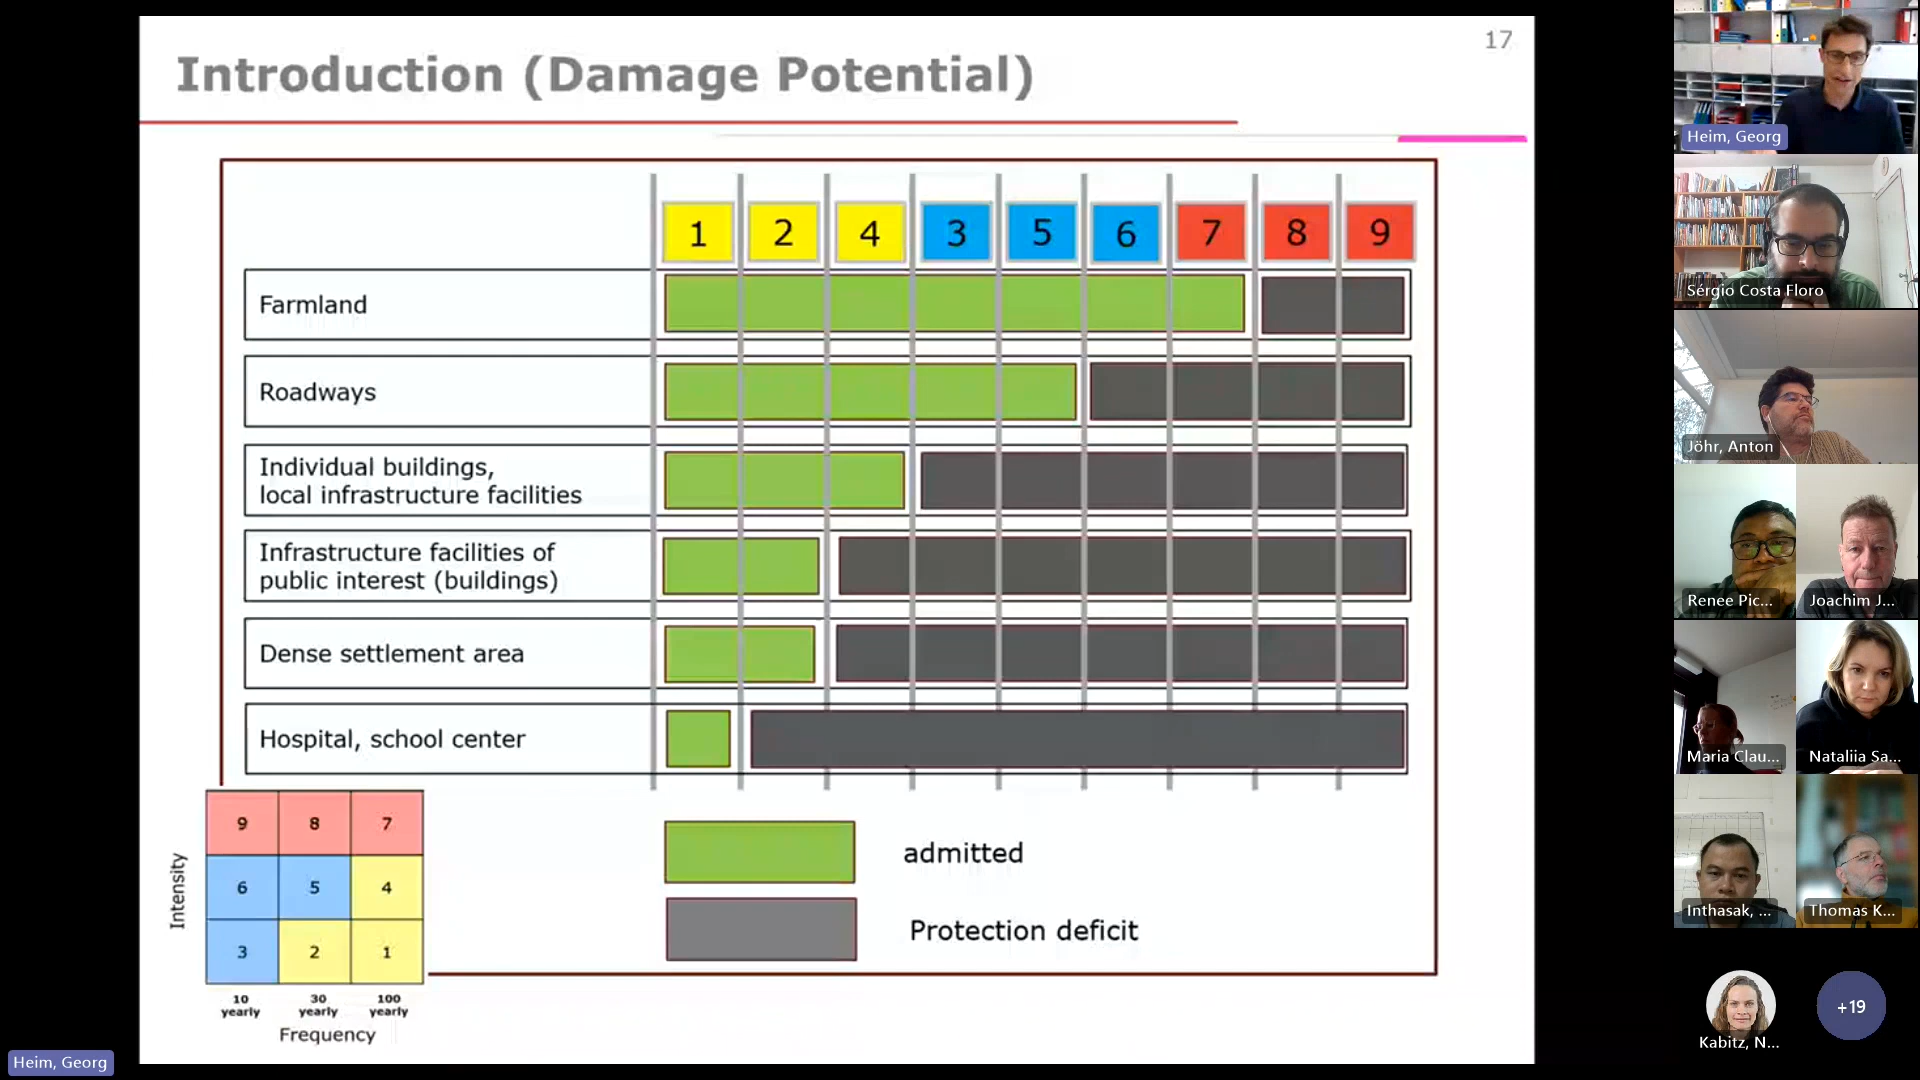 17
Introduction (Damage Potential)
1 2 4 3 5 6 7 8 9
Farmland
Roadways
Individual buildings,
local infrastructure facilities
Infrastructure facilities of
public interest (buildings)
Dense settlement area
Hospital, school center
admitted
Protection deficit
Intensity
9 8 7
6 5 4
3 2 1
10 30 100
yearly yearly yearly
Frequency
Heim, Georg
Heim, Georg
Sérgio Costa Floro
Jöhr, Anton
Renee Pic...
Joachim J...
Maria Clau...
Nataliia Sa...
Inthasak, ...
Thomas K...
Kabitz, N...
+19